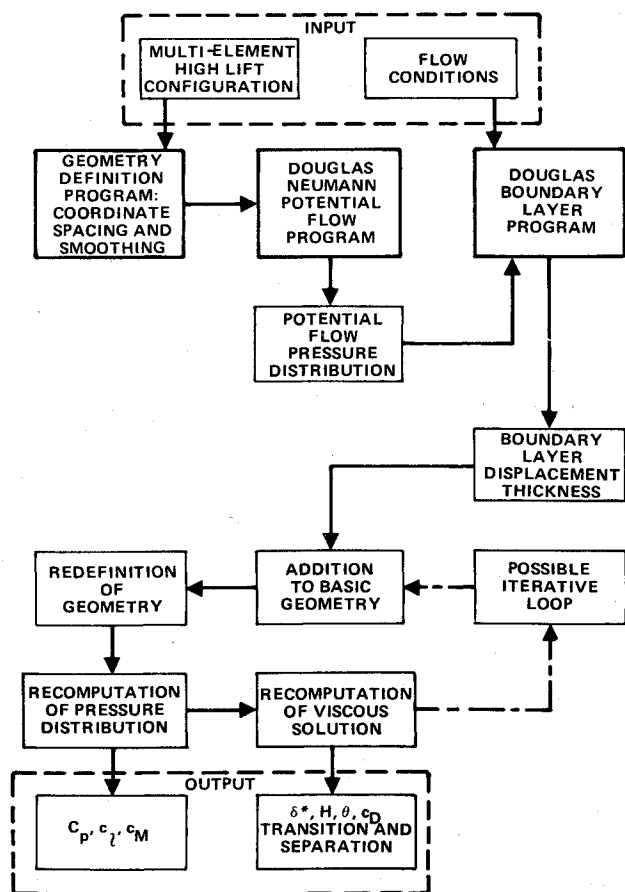 INPUT
MULTI-ELEMENT
HIGH LIFT
CONFIGURATION
FLOW
CONDITIONS
GEOMETRY
DEFINITION
PROGRAM:
COORDINATE
SPACING AND
SMOOTHING
DOUGLAS
NEUMANN
POTENTIAL
FLOW
PROGRAM
DOUGLAS
BOUNDARY
LAYER
PROGRAM
POTENTIAL
FLOW
PRESSURE
DISTRIBUTION
BOUNDARY
LAYER
DISPLACEMENT
THICKNESS
REDEFINITION
OF
GEOMETRY
ADDITION
TO BASIC
GEOMETRY
POSSIBLE
ITERATIVE
LOOP
RECOMPUTATION
OF PRESSURE
DISTRIBUTION
RECOMPUTATION
OF VISCOUS
SOLUTION
OUTPUT
Cp, cl, cM
δ*, H, θ, cD
TRANSITION AND
SEPARATION